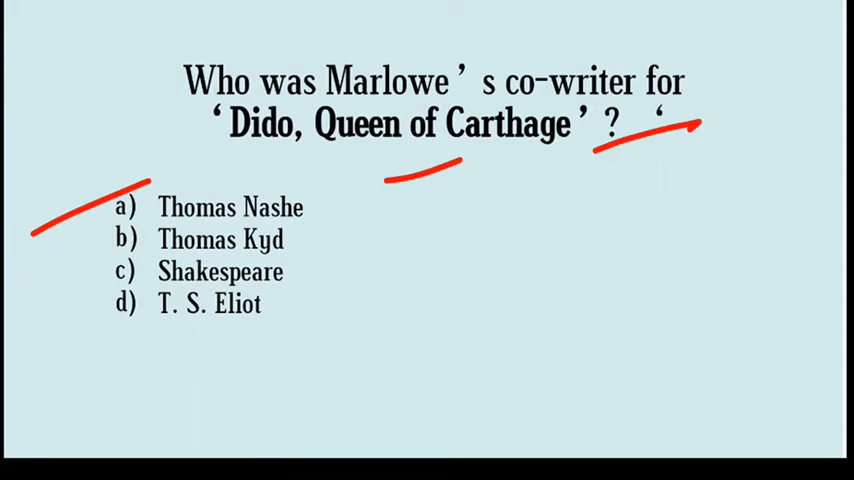 Who was Marlowe’s co-writer for
‘Dido, Queen of Carthage’? ‘
a) Thomas Nashe
b) Thomas Kyd
c) Shakespeare
d) T. S. Eliot